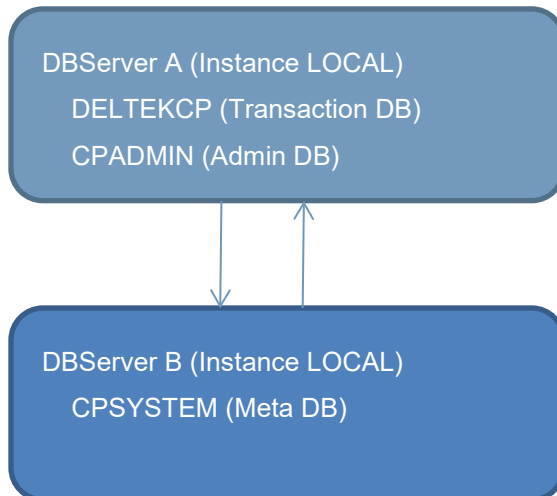 DBServer A (Instance LOCAL)
DELTEKCP (Transaction DB)
CPADMIN (Admin DB)
DBServer B (Instance LOCAL)
CPSYSTEM (Meta DB)